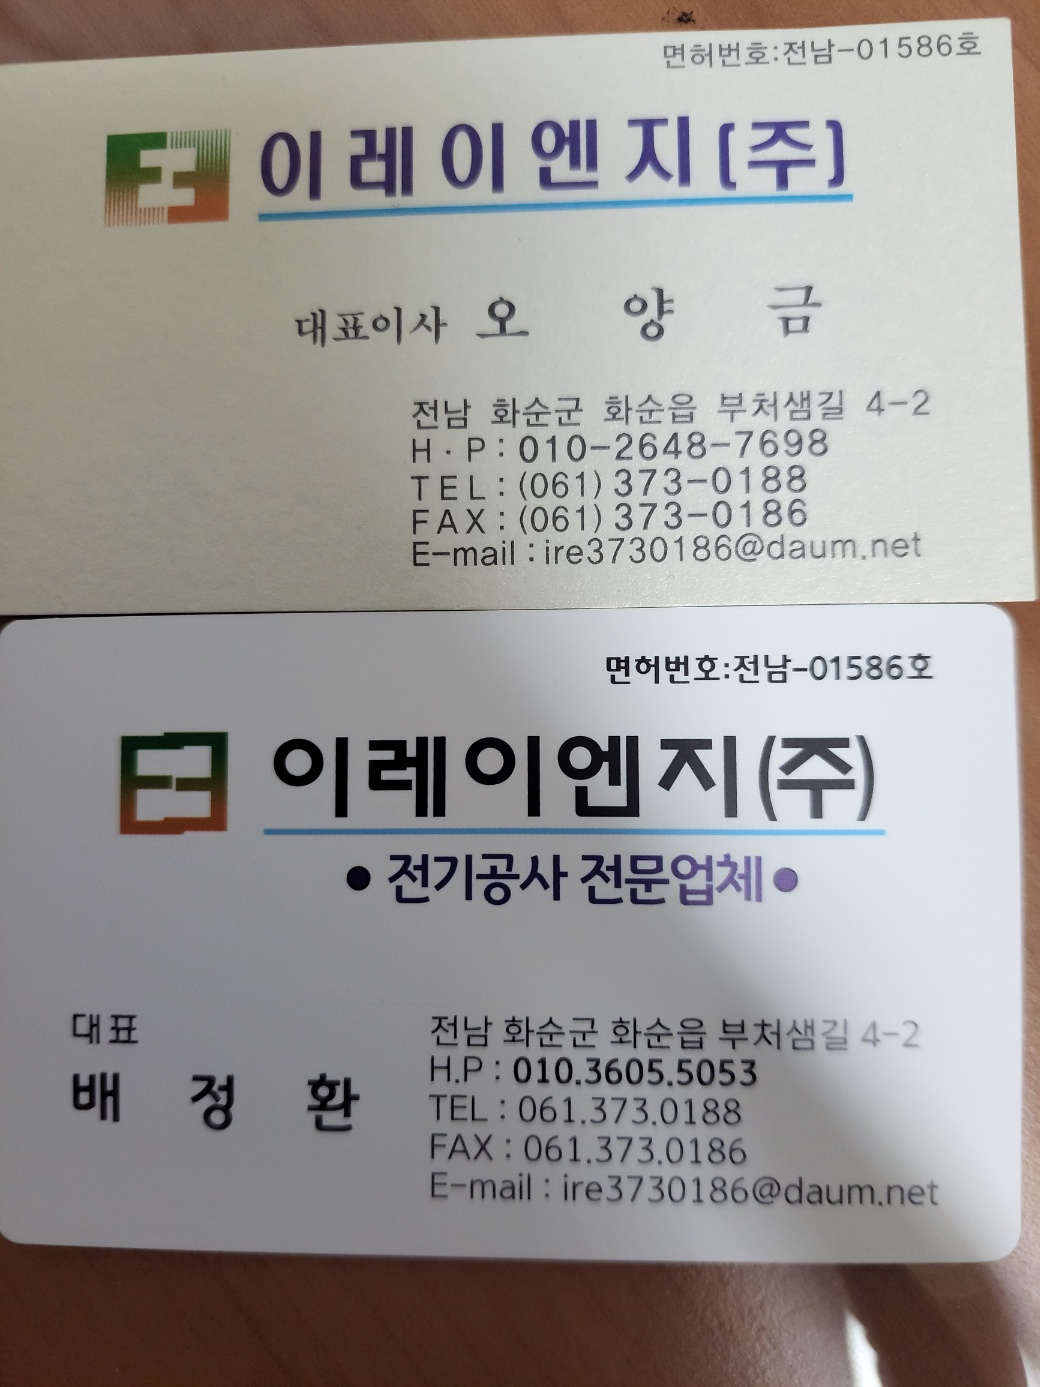 면허번호:전남-01586호
이레이엔지(주)
대표이사 오 양 금
전남 화순군 화순읍 부처샘길 4-2
H·P : 010-2648-7698
TEL : (061) 373-0188
FAX : (061) 373-0186
E-mail : ire3730186@daum.net
면허번호:전남-01586호
이레이엔지(주)
• 전기공사 전문업체 •
대표
배 정 환
전남 화순군 화순읍 부처샘길 4-2
H.P : 010.3605.5053
TEL : 061.373.0188
FAX : 061.373.0186
E-mail : ire3730186@daum.net